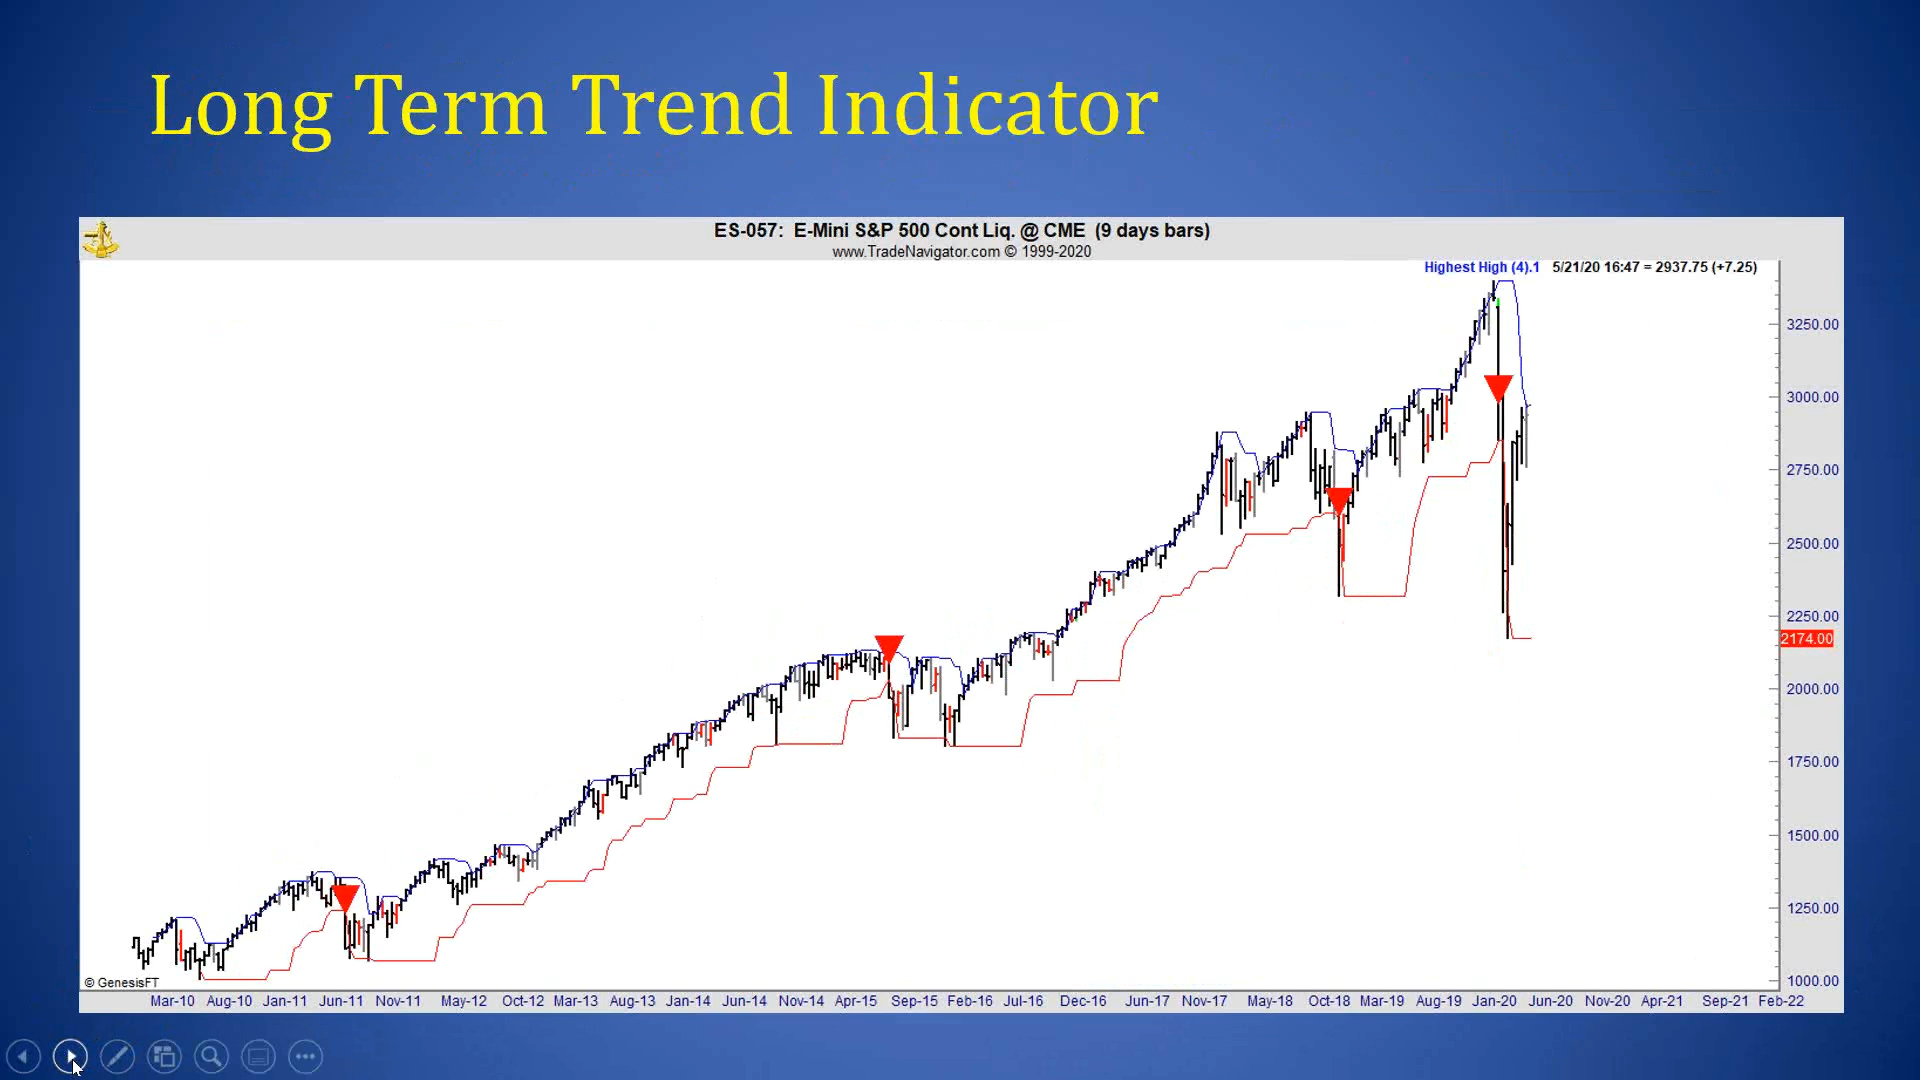 Long Term Trend Indicator
ES-057: E-Mini S&P 500 Cont Liq. @ CME (9 days bars)
www.TradeNavigator.com © 1999-2020
Highest High (4).1 5/21/20 16:47 = 2937.75 (+7.25)
3250.00
3000.00
2750.00
2500.00
2250.00
2174.00
2000.00
1750.00
1500.00
1250.00
1000.00
© GenesisFT
Mar-10 Aug-10 Jan-11 Jun-11 Nov-11 May-12 Oct-12 Mar-13 Aug-13 Jan-14 Jun-14 Nov-14 Apr-15 Sep-15 Feb-16 Jul-16 Dec-16 Jun-17 Nov-17 May-18 Oct-18 Mar-19 Aug-19 Jan-20 Jun-20 Nov-20 Apr-21 Sep-21 Feb-22